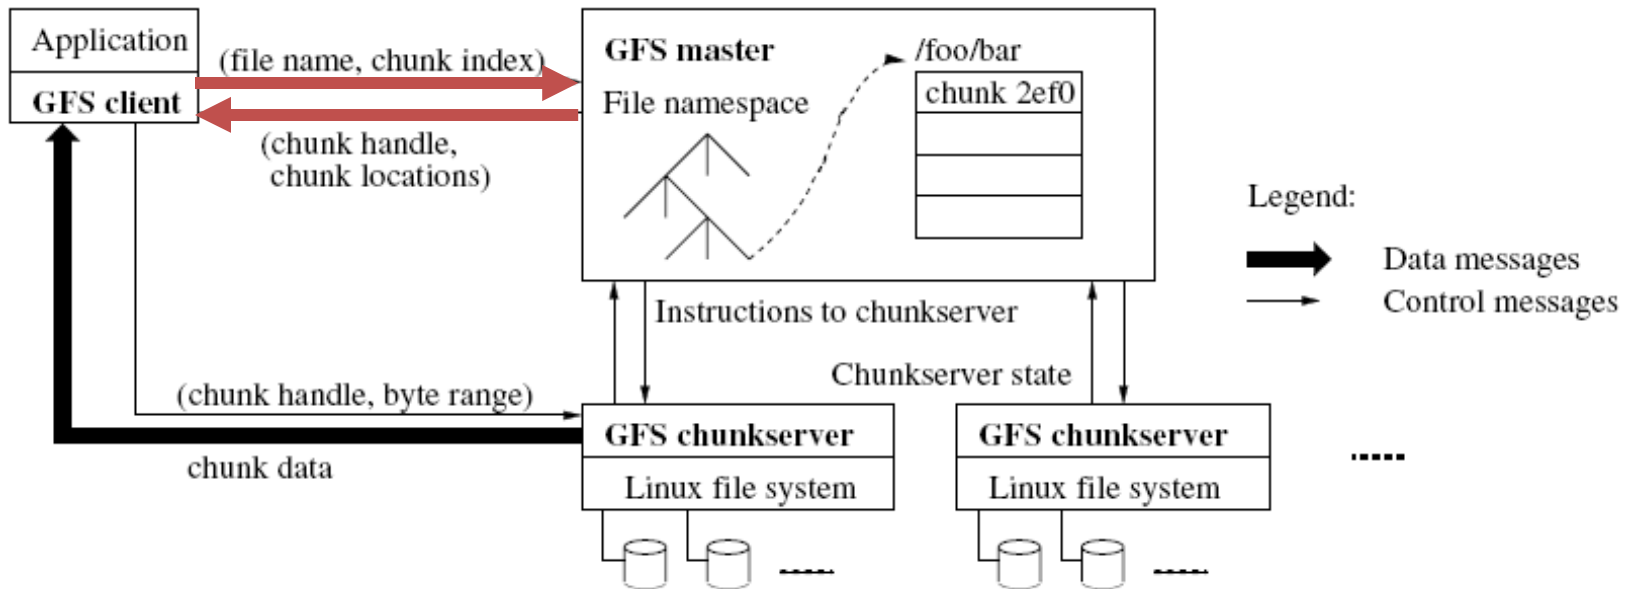 Application
GFS client
(file name, chunk index)
(chunk handle,
chunk locations)
GFS master
File namespace
/foo/bar
chunk 2ef0
Legend:
Data messages
Control messages
Instructions to chunkserver
Chunkserver state
(chunk handle, byte range)
chunk data
GFS chunkserver
Linux file system
GFS chunkserver
Linux file system